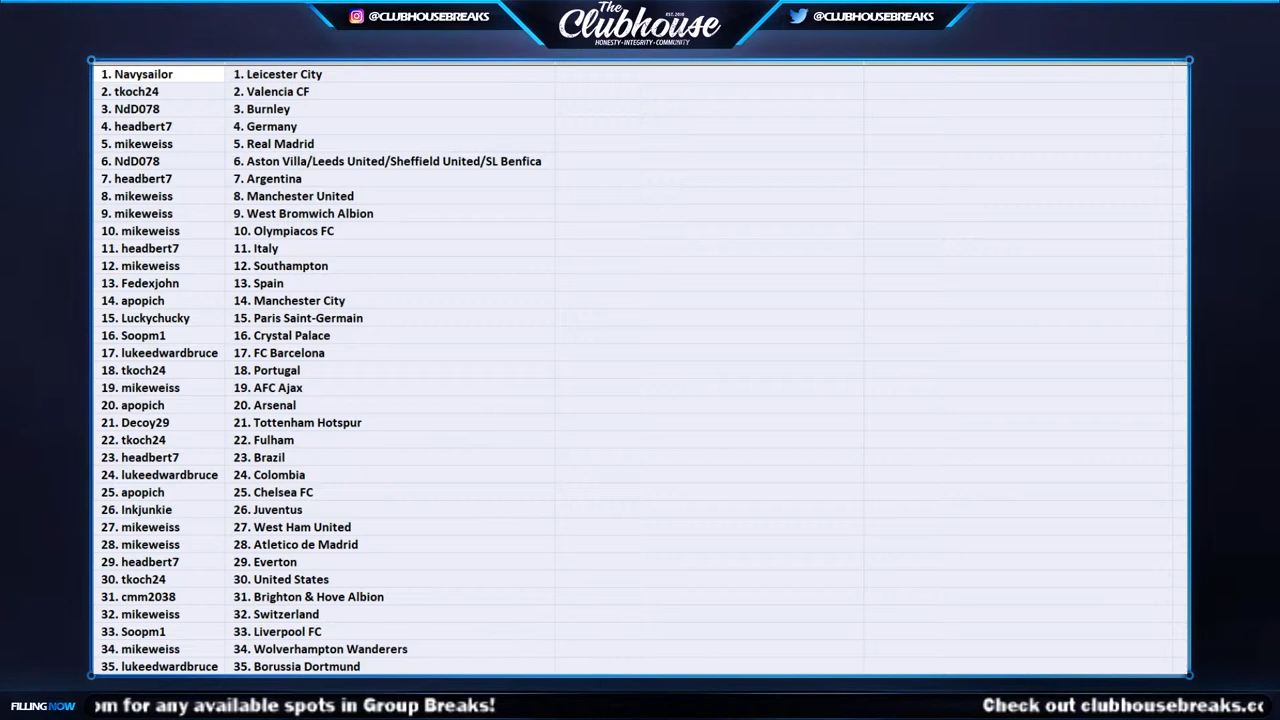 @CLUBHOUSEBREAKS
The Clubhouse
EST. 2010
HONESTY-INTEGRITY-COMMUNITY
@CLUBHOUSEBREAKS
1. Navysailor 1. Leicester City
2. tkoch24 2. Valencia CF
3. NdD078 3. Burnley
4. headbert7 4. Germany
5. mikeweiss 5. Real Madrid
6. NdD078 6. Aston Villa/Leeds United/Sheffield United/SL Benfica
7. headbert7 7. Argentina
8. mikeweiss 8. Manchester United
9. mikeweiss 9. West Bromwich Albion
10. mikeweiss 10. Olympiacos FC
11. headbert7 11. Italy
12. mikeweiss 12. Southampton
13. Fedexjohn 13. Spain
14. apopich 14. Manchester City
15. Luckychucky 15. Paris Saint-Germain
16. Soopm1 16. Crystal Palace
17. lukeedwardbruce 17. FC Barcelona
18. tkoch24 18. Portugal
19. mikeweiss 19. AFC Ajax
20. apopich 20. Arsenal
21. Decoy29 21. Tottenham Hotspur
22. tkoch24 22. Fulham
23. headbert7 23. Brazil
24. lukeedwardbruce 24. Colombia
25. apopich 25. Chelsea FC
26. Inkjunkie 26. Juventus
27. mikeweiss 27. West Ham United
28. mikeweiss 28. Atletico de Madrid
29. headbert7 29. Everton
30. tkoch24 30. United States
31. cmm2038 31. Brighton & Hove Albion
32. mikeweiss 32. Switzerland
33. Soopm1 33. Liverpool FC
34. mikeweiss 34. Wolverhampton Wanderers
35. lukeedwardbruce 35. Borussia Dortmund
FILLING NOW om for any available spots in Group Breaks! Check out clubhousebreaks.cc